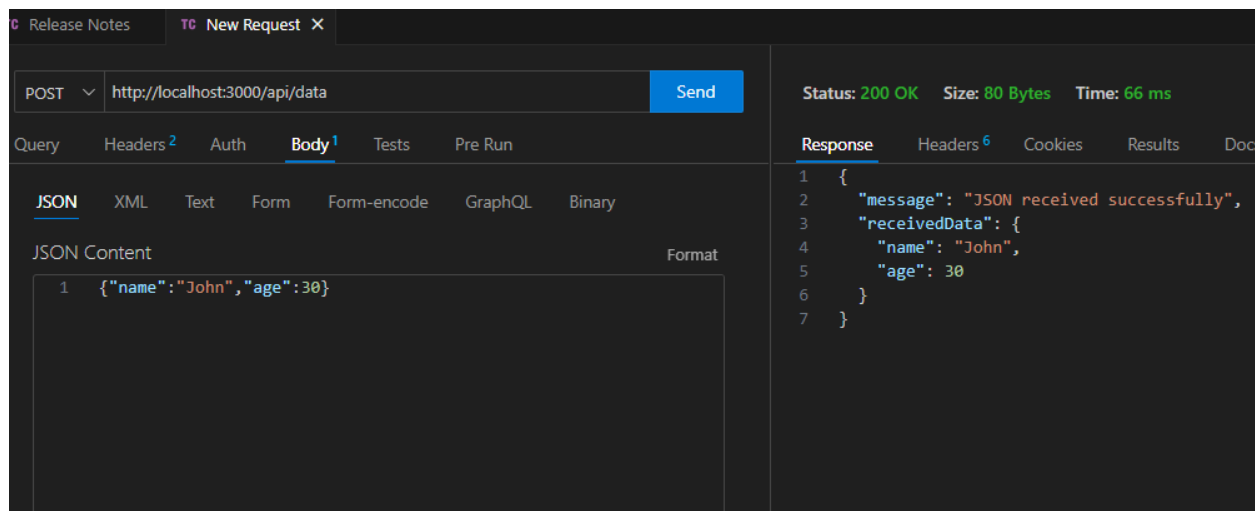 TC Release Notes
TC New Request ×
POST http://localhost:3000/api/data Send
Query Headers 2 Auth Body 1 Tests Pre Run
JSON XML Text Form Form-encode GraphQL Binary
JSON Content Format
1 {"name":"John","age":30}
Status: 200 OK Size: 80 Bytes Time: 66 ms
Response Headers 6 Cookies Results Doc
1 {
2 "message": "JSON received successfully",
3 "receivedData": {
4 "name": "John",
5 "age": 30
6 }
7 }